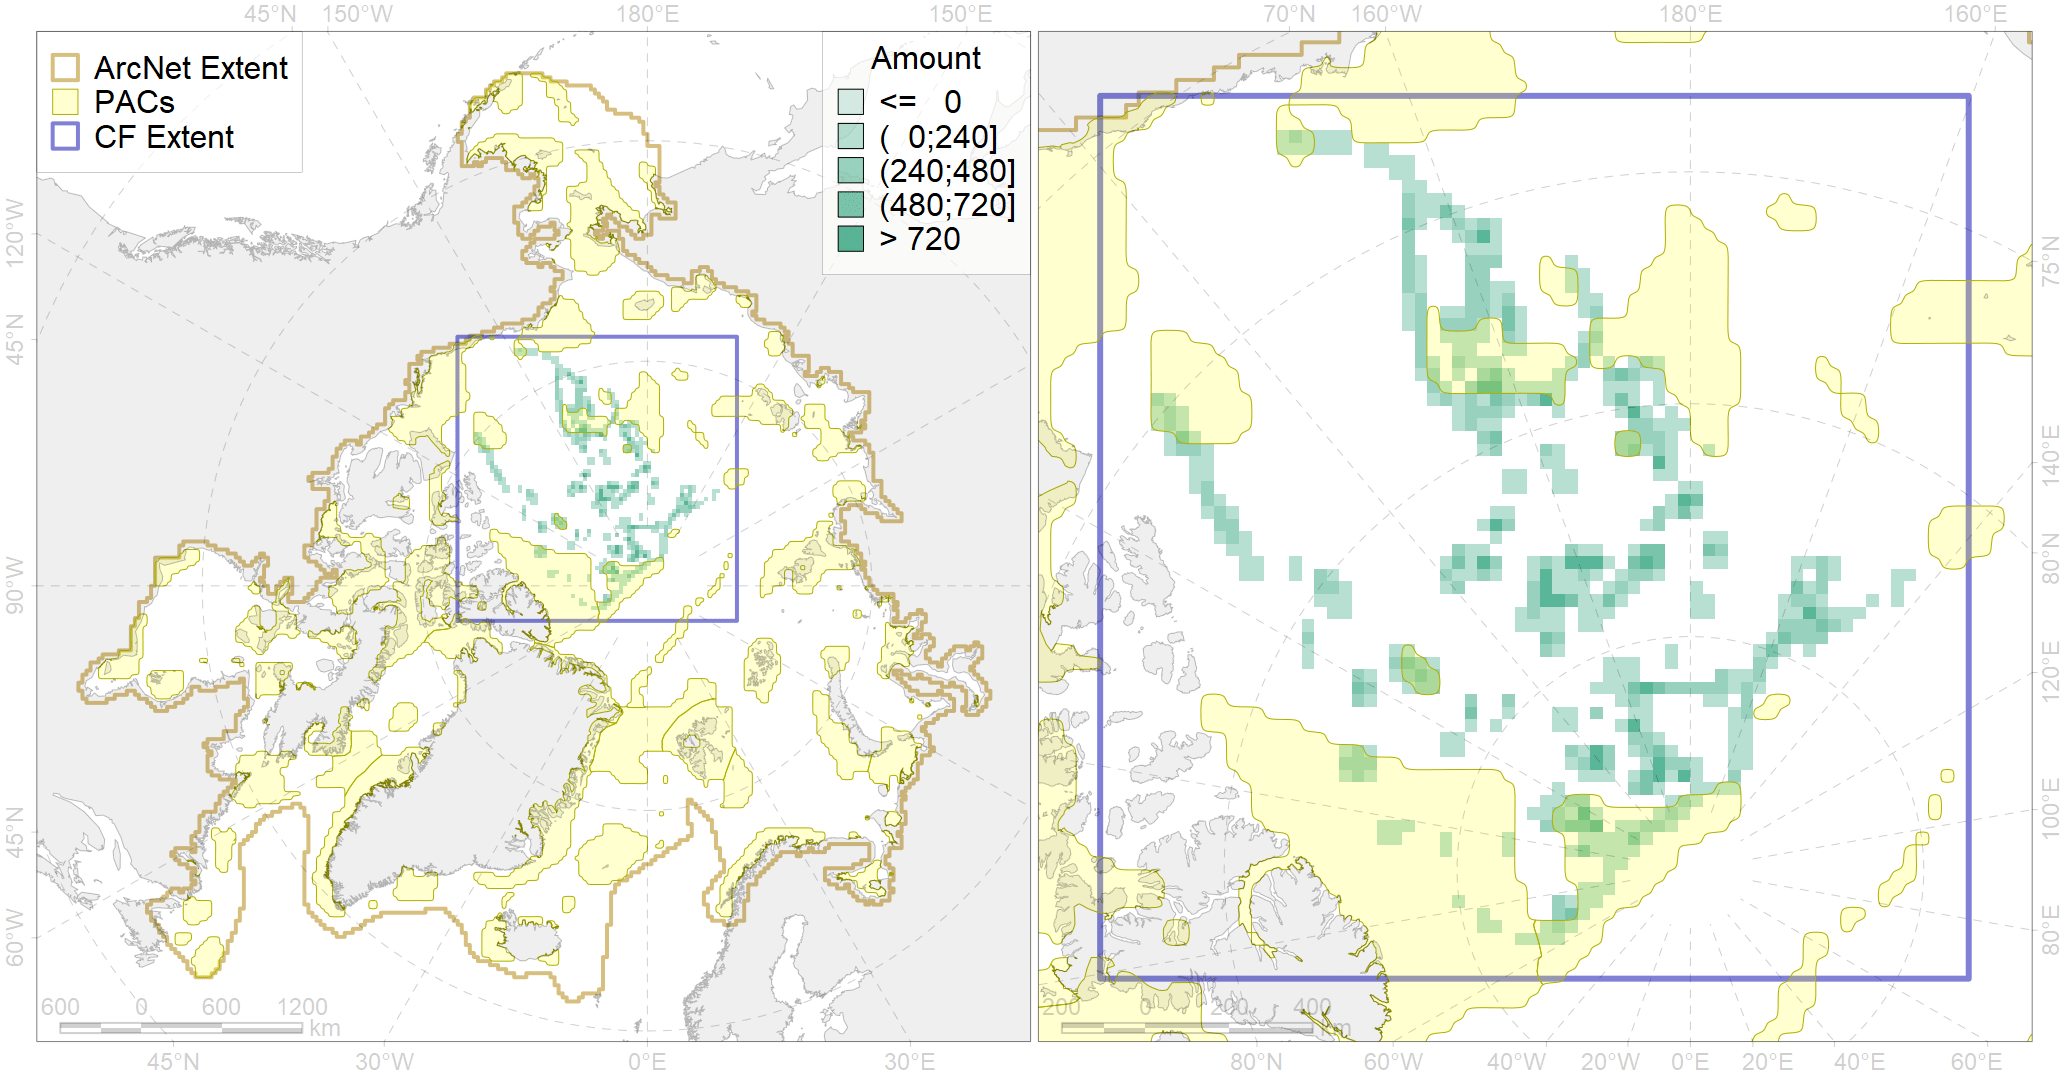 45°N 150°W 180°E 150°E 70°N 160°W 180°E 160°E
ArcNet Extent
PACs
CF Extent
Amount
<= 0
( 0;240]
(240;480]
(480;720]
> 720
120°W
45°N
90°W
45°N
60°W
75°N
140°E
80°N
120°E
100°E
80°E
600 0 600 1200
km
200 0 200 400
km
45°N 30°W 0°E 30°E 80°N 60°W 40°W 20°W 0°E 20°E 40°E 60°E